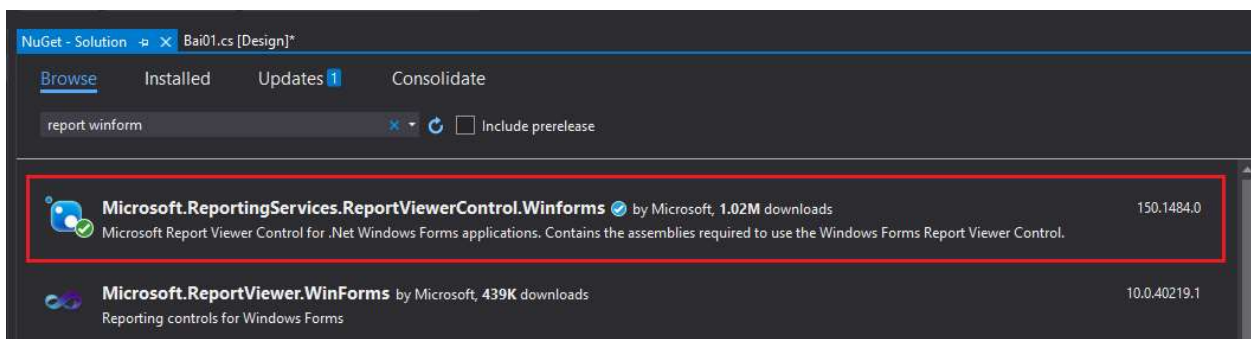 NuGet - Solution Bai01.cs [Design]*
Browse Installed Updates 1 Consolidate
report winform Include prerelease
Microsoft.ReportingServices.ReportViewerControl.Winforms by Microsoft, 1.02M downloads 150.1484.0
Microsoft Report Viewer Control for .Net Windows Forms applications. Contains the assemblies required to use the Windows Forms Report Viewer Control.
Microsoft.ReportViewer.WinForms by Microsoft, 439K downloads 10.0.40219.1
Reporting controls for Windows Forms